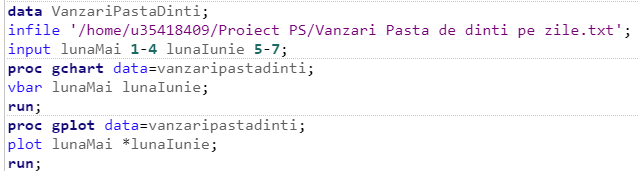 data VanzariPastaDinti;
infile '/home/u35418409/Proiect PS/Vanzari Pasta de dinti pe zile.txt';
input lunaMai 1-4 lunaIunie 5-7;
proc gchart data=vanzaripastadinti;
vbar lunaMai lunaIunie;
run;
proc gplot data=vanzaripastadinti;
plot lunaMai *lunaIunie;
run;